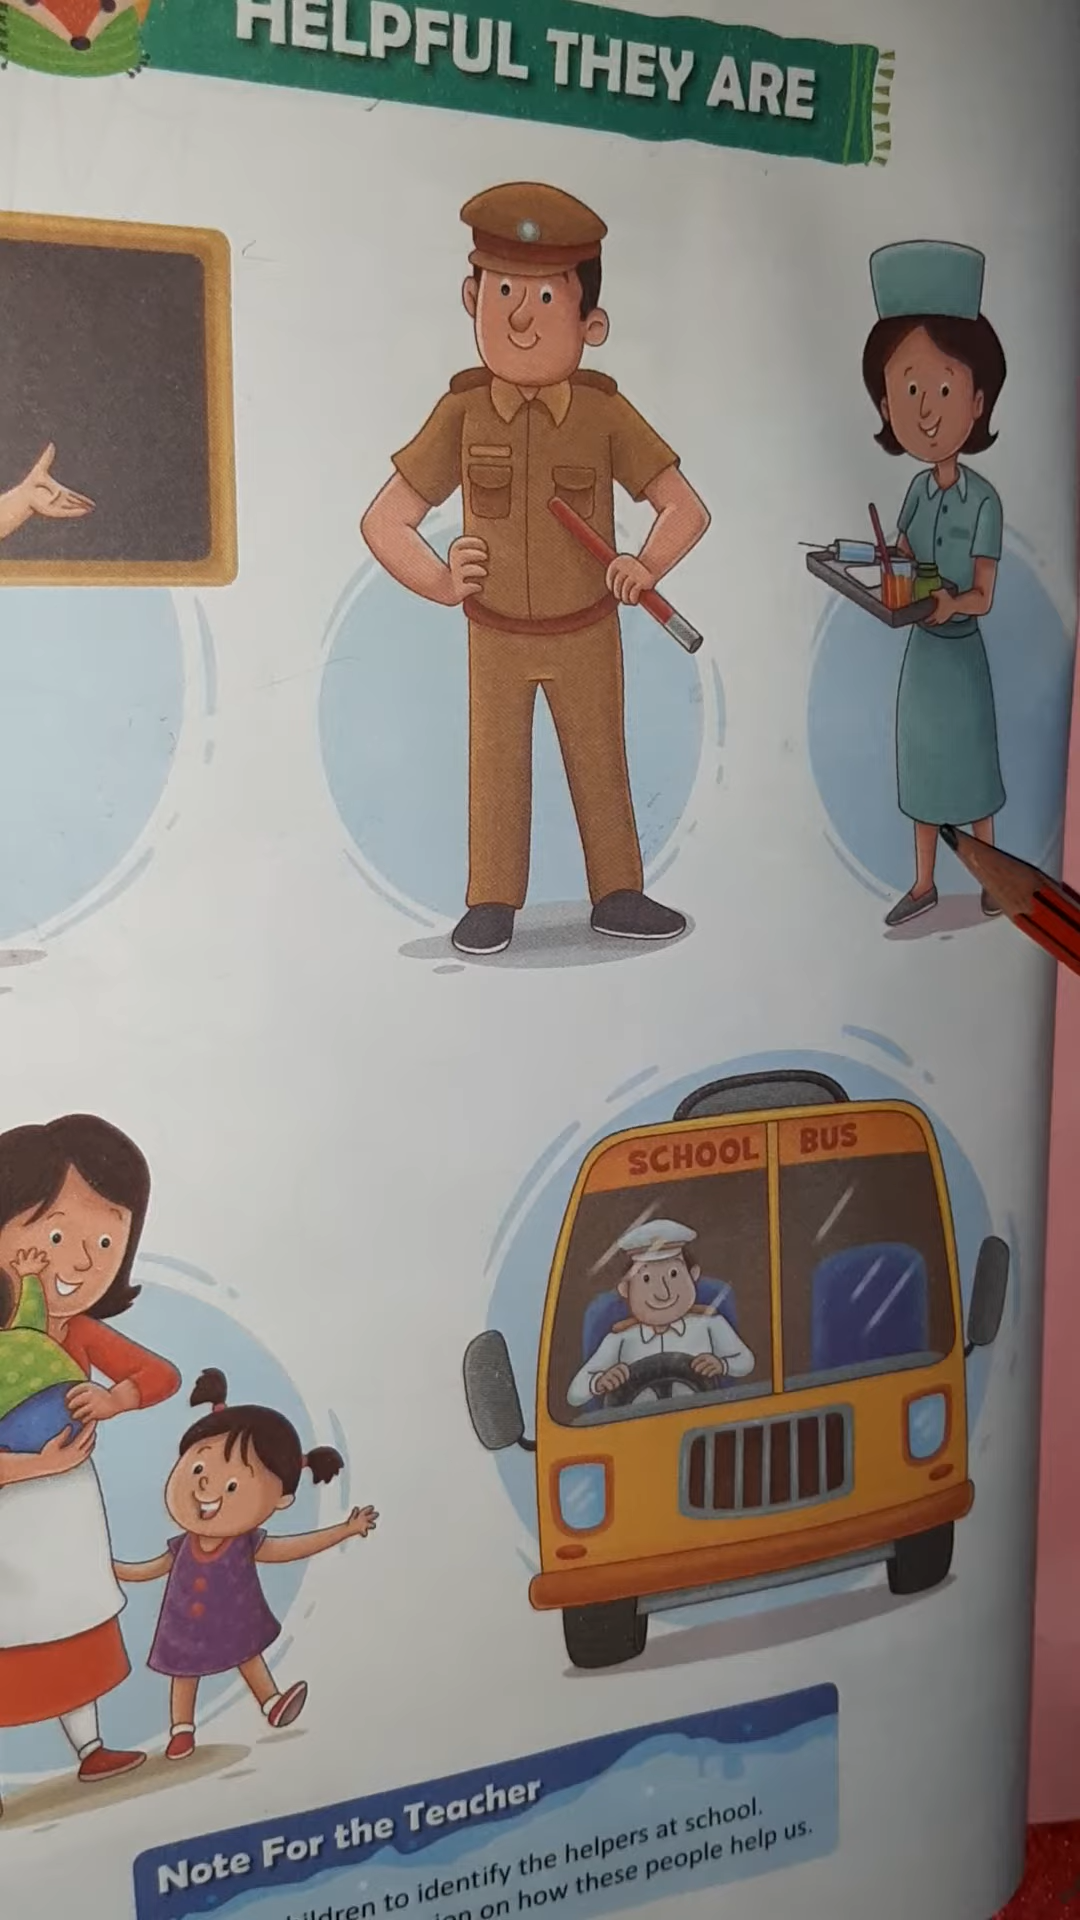 HELPFUL THEY ARE
SCHOOL BUS
Note For the Teacher
to identify the helpers at school.
on how these people help us.